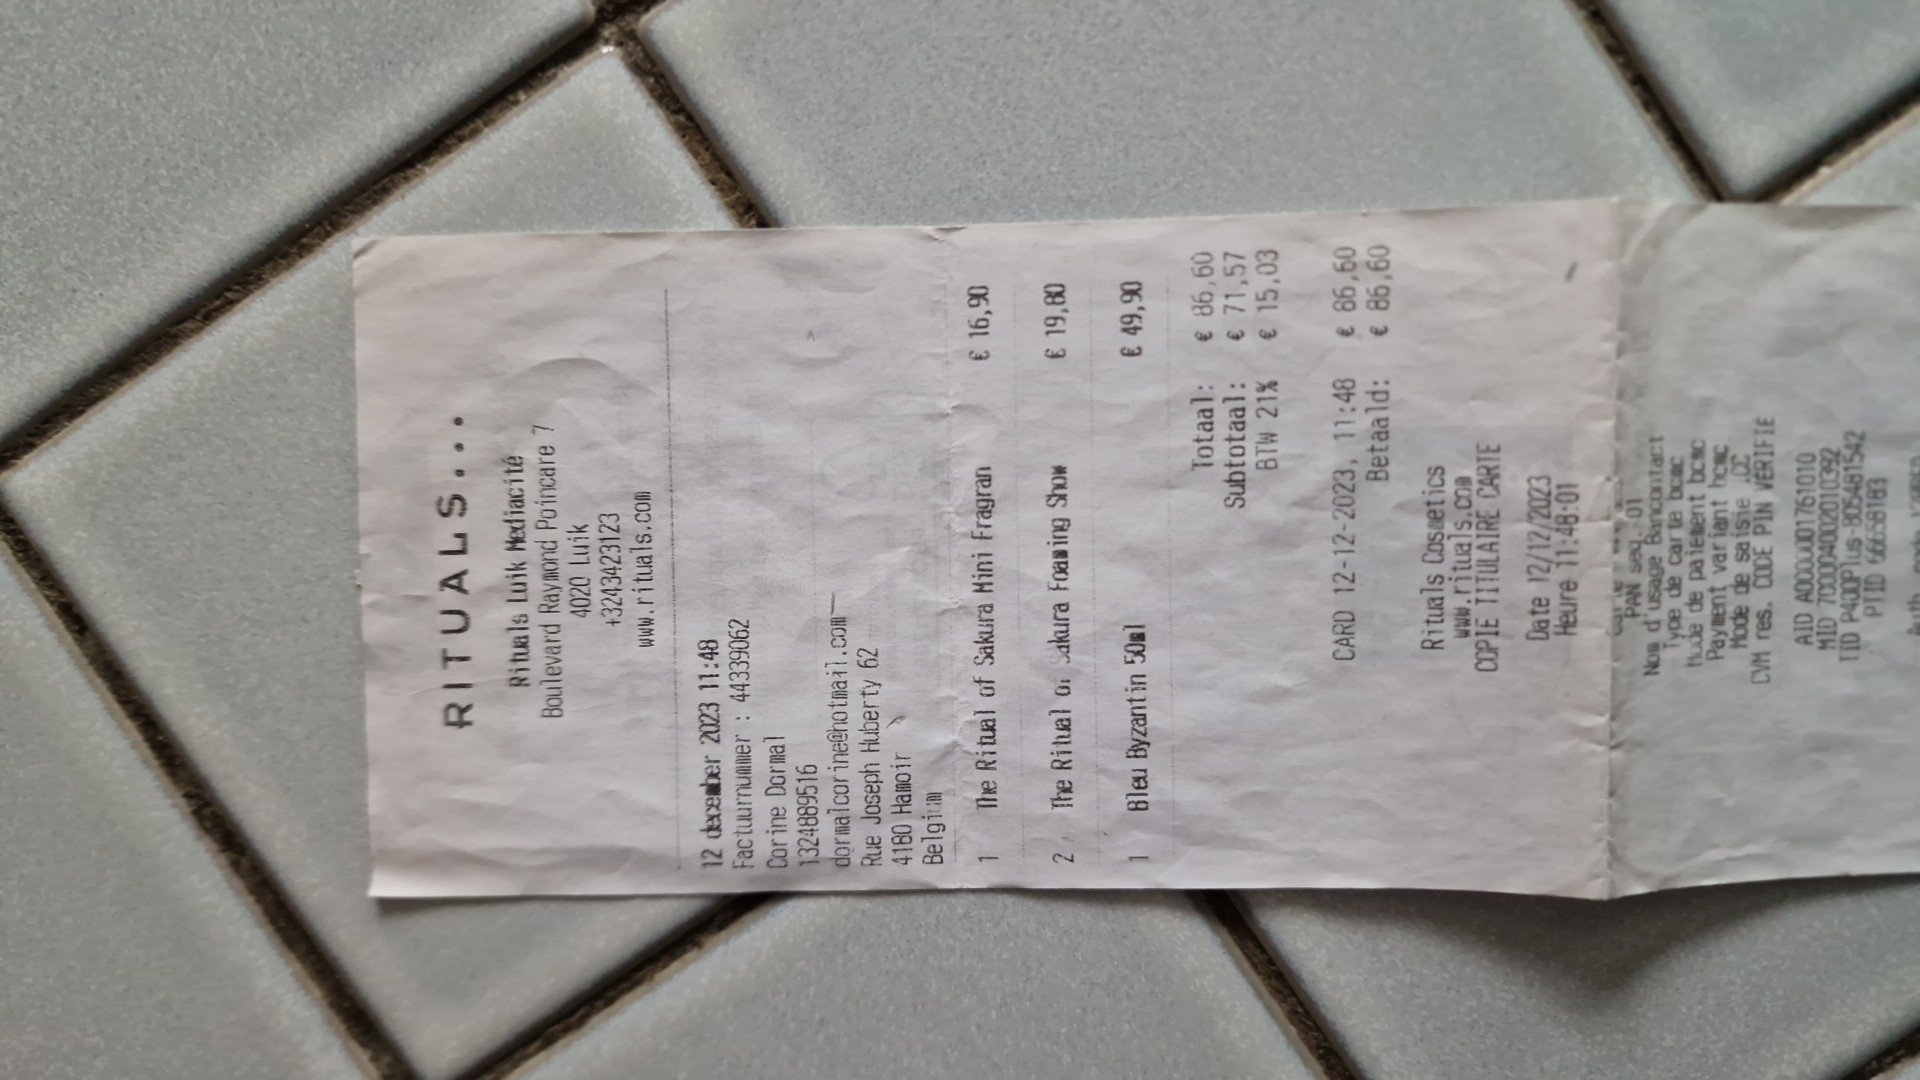 RITUALS...
Rituals Luik Mediacité
Boulevard Raymond Poincare 7
4020 Luik
+3243423123
www.rituals.com
12 december 2023 11:48
Factuurnummer : 44339062
Corine Dormal
1324889516
dormalcorine@hotmail.com
Rue Joseph Huberty 62
4180 Hamoir
Belgium
1 The Ritual of Sakura Mini Fragran € 16,90
2 The Ritual of Sakura Foaming Show € 19,80
1 Bleu Byzantin 50ml € 49,90
Totaal: € 86,60
Subtotaal: € 71,57
BTW 21% € 15,03
CARD 12-12-2023, 11:48 € 86,60
Betaald: € 86,60
Rituals Cosmetics
www.rituals.com
COPIE TITULAIRE CARTE
Date 12/12/2023
Heure 11:48:01
PAN seq. 01
Nom d'usage Bancontact
Type de carte bcmc
Mode de paiement bcmc
Payment variant bcmc
Mode de saisie
CVM res. CODE PIN VERIFIE
AID A0000001761010
MID 700004002010392
TID P400Plus-805481542
PTID 66658183